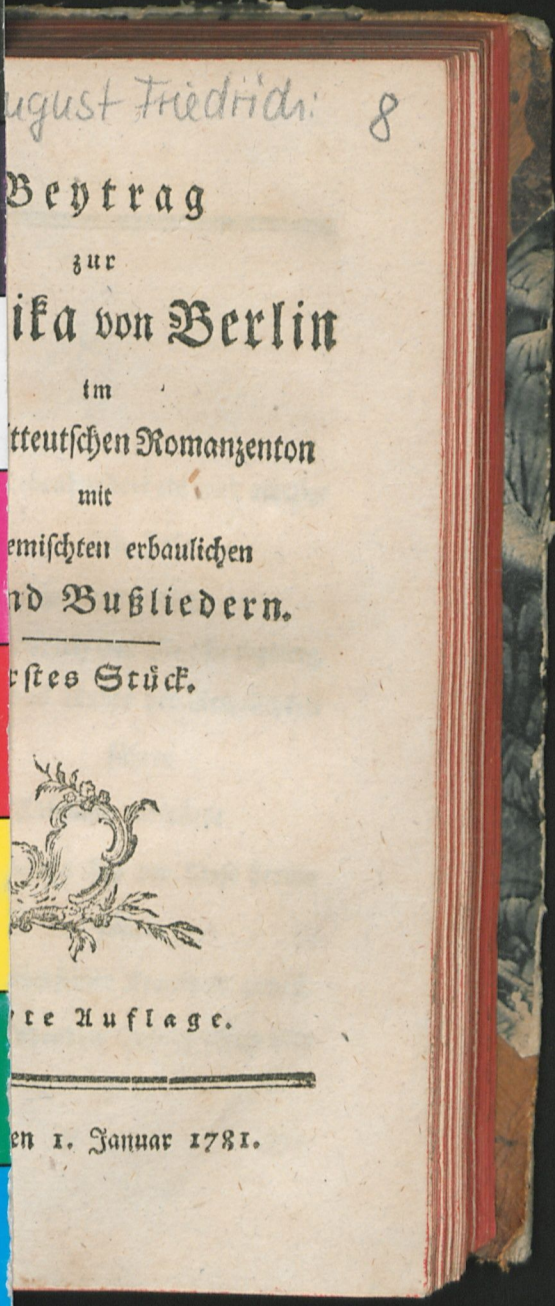 ugust Friedrich:
8
Beytrag
zur
ika von Berlin
im
tteutschen Romanzenton
mit
emischten erbaulichen
nd Bußliedern.
rstes Stück.
te Auflage.
en 1. Januar 1781.